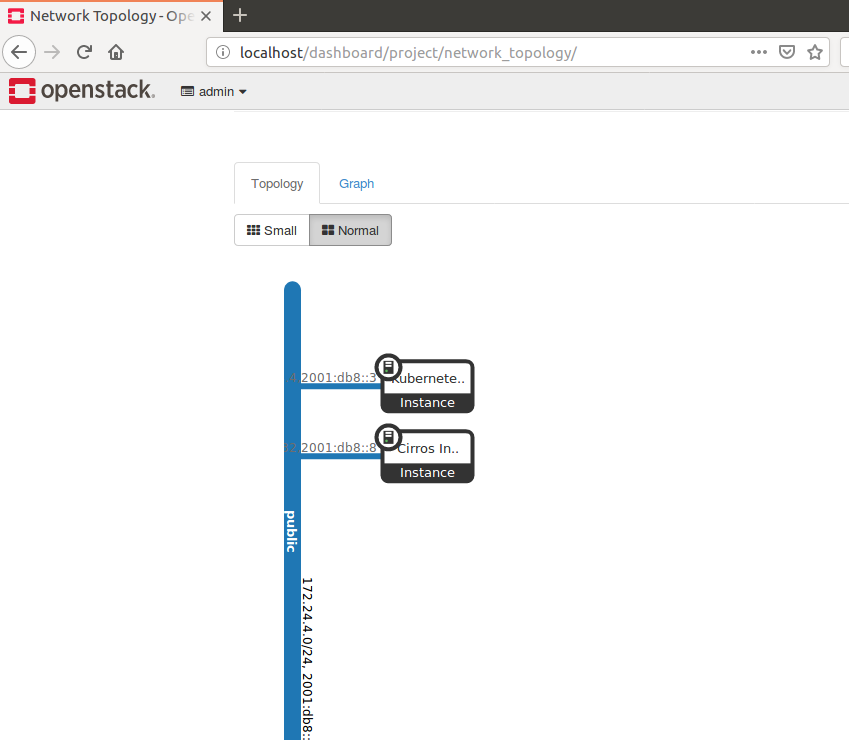 Network Topology - Ope
localhost/dashboard/project/network_topology/
openstack.
admin
Topology
Graph
Small
Normal
2001:db8::3
Kubernete..
Instance
2001:db8::8
Cirros In..
Instance
public
172.24.4.0/24, 2001:db8::